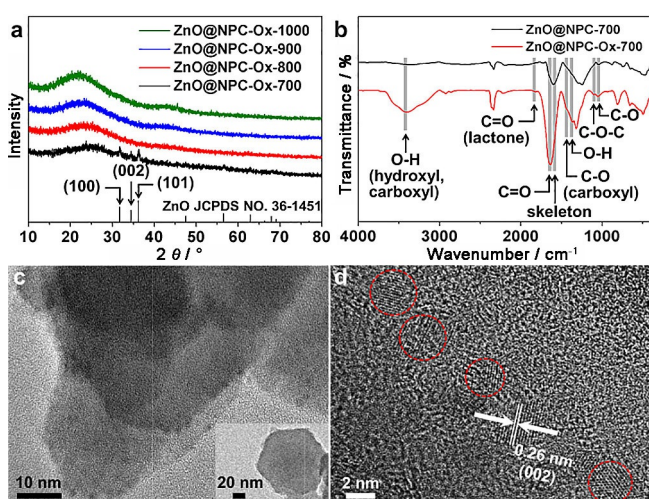 a
ZnO@NPC-Ox-1000
ZnO@NPC-Ox-900
ZnO@NPC-Ox-800
ZnO@NPC-Ox-700
Intensity
(002)
(100)
(101)
ZnO JCPDS NO. 36-1451
10 20 30 40 50 60 70 80
2 θ / °
b
ZnO@NPC-700
ZnO@NPC-Ox-700
Transmittance / %
C=O
(lactone)
C-O
C-O-C
O-H
O-H
(hydroxyl,
carboxyl)
C-O
(carboxyl)
C=O
skeleton
4000 3000 2000 1000
Wavenumber / cm⁻¹
c
10 nm
20 nm
d
0.26 nm
(002)
2 nm